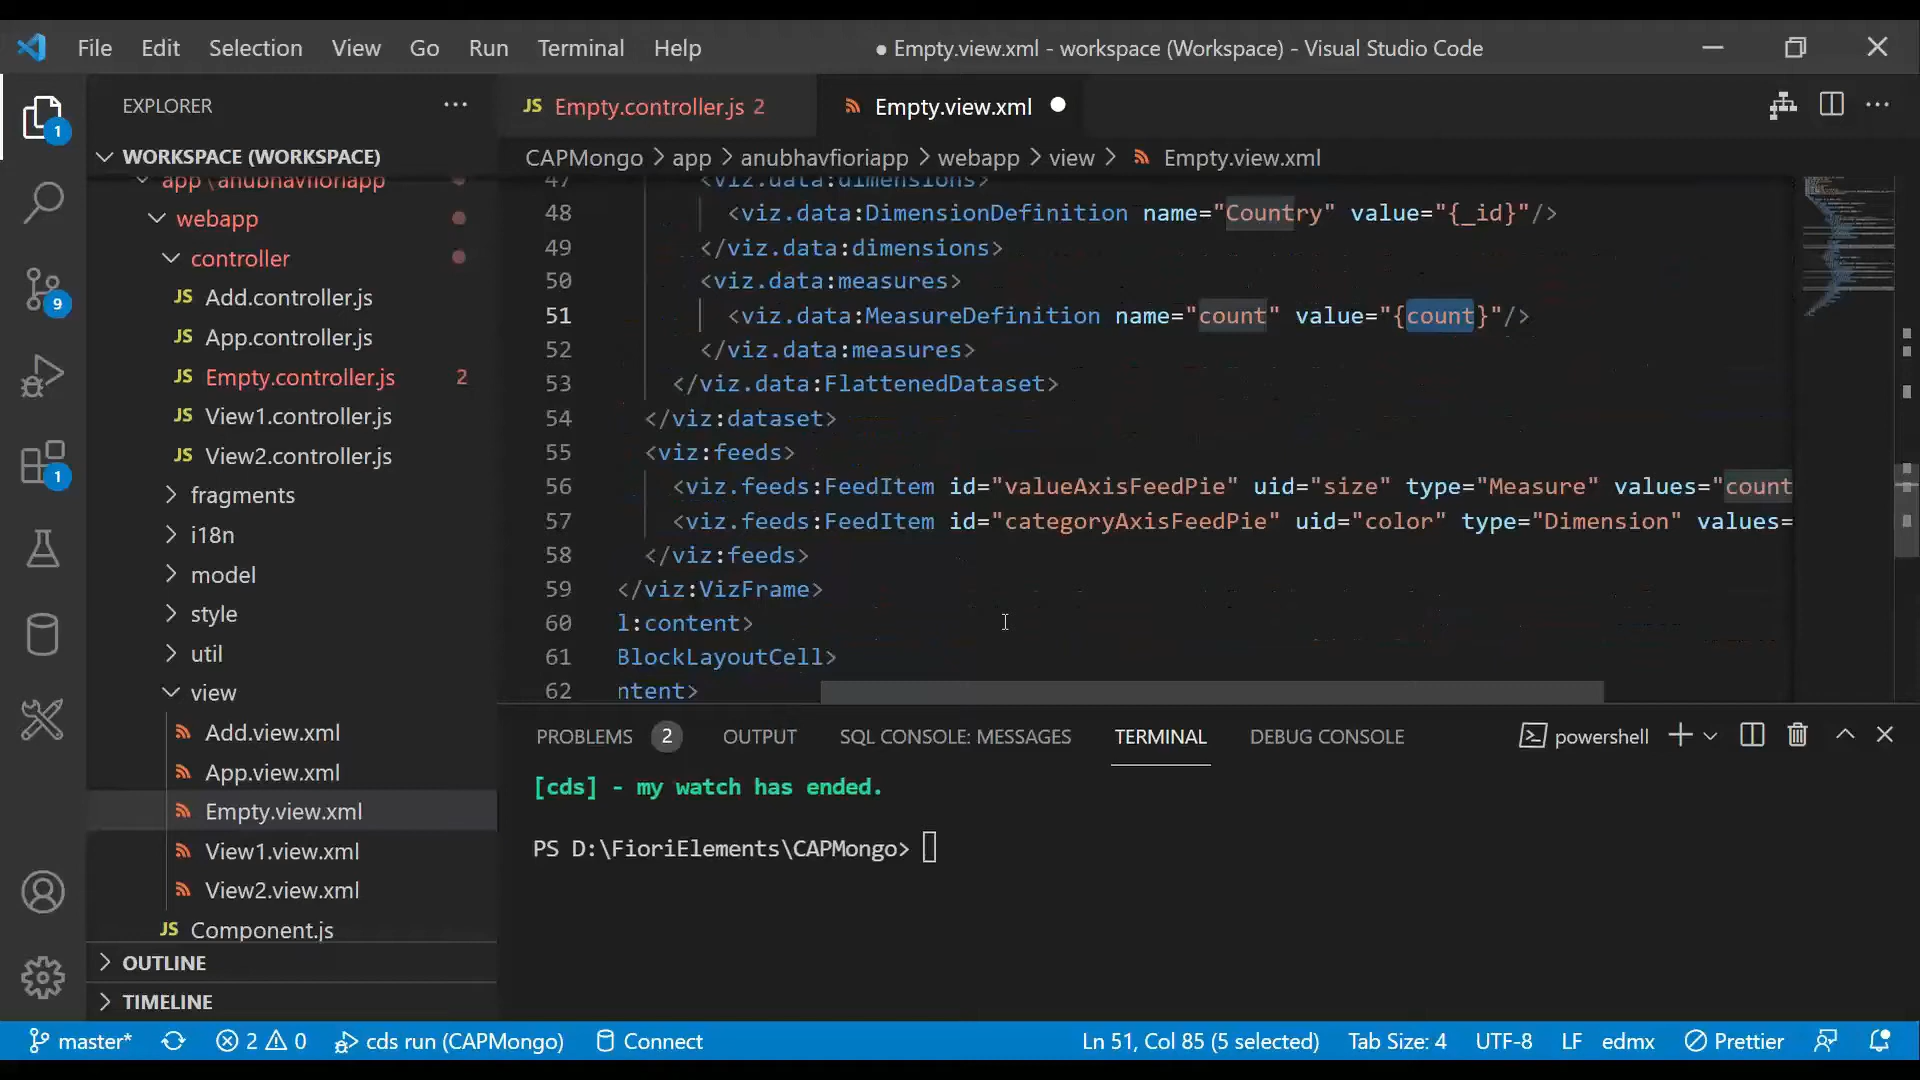 File Edit Selection View Go Run Terminal Help
● Empty.view.xml - workspace (Workspace) - Visual Studio Code
EXPLORER
WORKSPACE (WORKSPACE)
app \ anubhavfioriapp
webapp
controller
JS Add.controller.js
JS App.controller.js
JS Empty.controller.js 2
JS View1.controller.js
JS View2.controller.js
fragments
i18n
model
style
util
view
Add.view.xml
App.view.xml
Empty.view.xml
View1.view.xml
View2.view.xml
JS Component.js
OUTLINE
TIMELINE
1
9
1
JS Empty.controller.js 2
Empty.view.xml
CAPMongo > app > anubhavfioriapp > webapp > view > Empty.view.xml
47 <viz.data:dimensions>
48 <viz.data:DimensionDefinition name="Country" value="{_id}"/>
49 </viz.data:dimensions>
50 <viz.data:measures>
51 <viz.data:MeasureDefinition name="count" value="{count}"/>
52 </viz.data:measures>
53 </viz.data:FlattenedDataset>
54 </viz:dataset>
55 <viz:feeds>
56 <viz.feeds:FeedItem id="valueAxisFeedPie" uid="size" type="Measure" values="count
57 <viz.feeds:FeedItem id="categoryAxisFeedPie" uid="color" type="Dimension" values=
58 </viz:feeds>
59 </viz:VizFrame>
60 l:content>
61 BlockLayoutCell>
62 ntent>
PROBLEMS 2 OUTPUT SQL CONSOLE: MESSAGES TERMINAL DEBUG CONSOLE powershell
[cds] - my watch has ended.
PS D:\FioriElements\CAPMongo>
master* 2 0 cds run (CAPMongo) Connect Ln 51, Col 85 (5 selected) Tab Size: 4 UTF-8 LF edmx Prettier